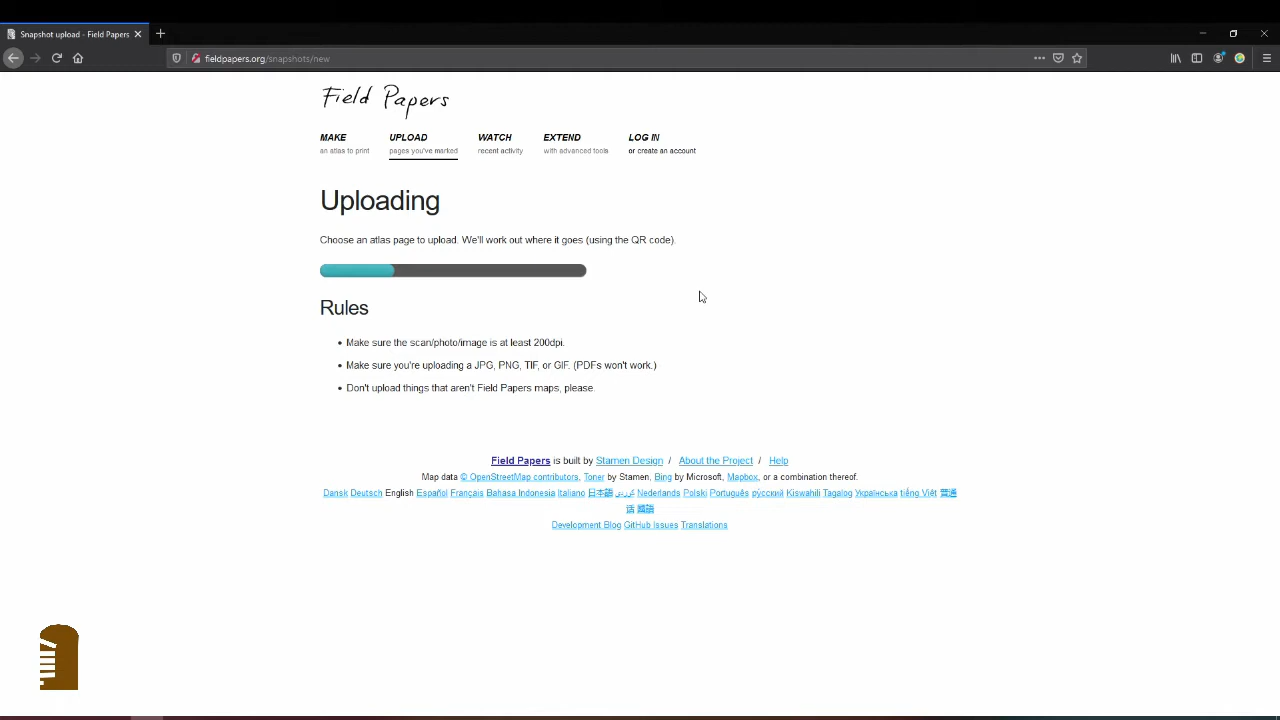 Snapshot upload - Field Papers
fieldpapers.org/snapshots/new
Field Papers
MAKE UPLOAD WATCH EXTEND LOG IN
an atlas to print pages you've marked recent activity with advanced tools or create an account
Uploading
Choose an atlas page to upload. We'll work out where it goes (using the QR code).
Rules
• Make sure the scan/photo/image is at least 200dpi.
• Make sure you're uploading a JPG, PNG, TIF, or GIF. (PDFs won't work.)
• Don't upload things that aren't Field Papers maps, please.
Field Papers is built by Stamen Design / About the Project / Help
Map data © OpenStreetMap contributors, Toner by Stamen, Bing by Microsoft, Mapbox, or a combination thereof.
Dansk Deutsch English Español Français Bahasa Indonesia Italiano 日本語 كوردی Nederlands Polski Português русский Kiswahili Tagalog Українська tiếng Việt 普通
话 國語
Development Blog GitHub Issues Translations